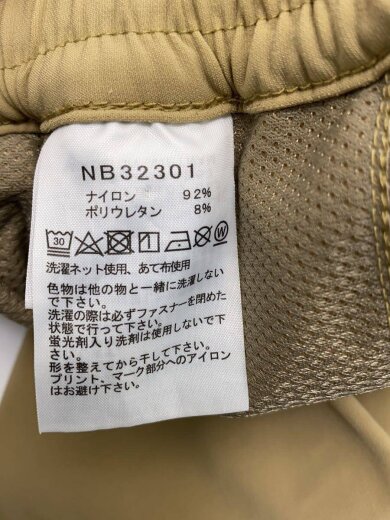 NB32301
ナイロン 92%
ポリウレタン 8%
30 W
洗濯ネット使用、あて布使用
色物は他の物と一緒に洗濯しない
で下さい。
洗濯の際は必ずファスナーを閉めた
状態で行って下さい。
蛍光剤入り洗剤は使用しないで下
さい。
形を整えてから干して下さい。
プリント、マーク部分へのアイロン
はお避け下さい。